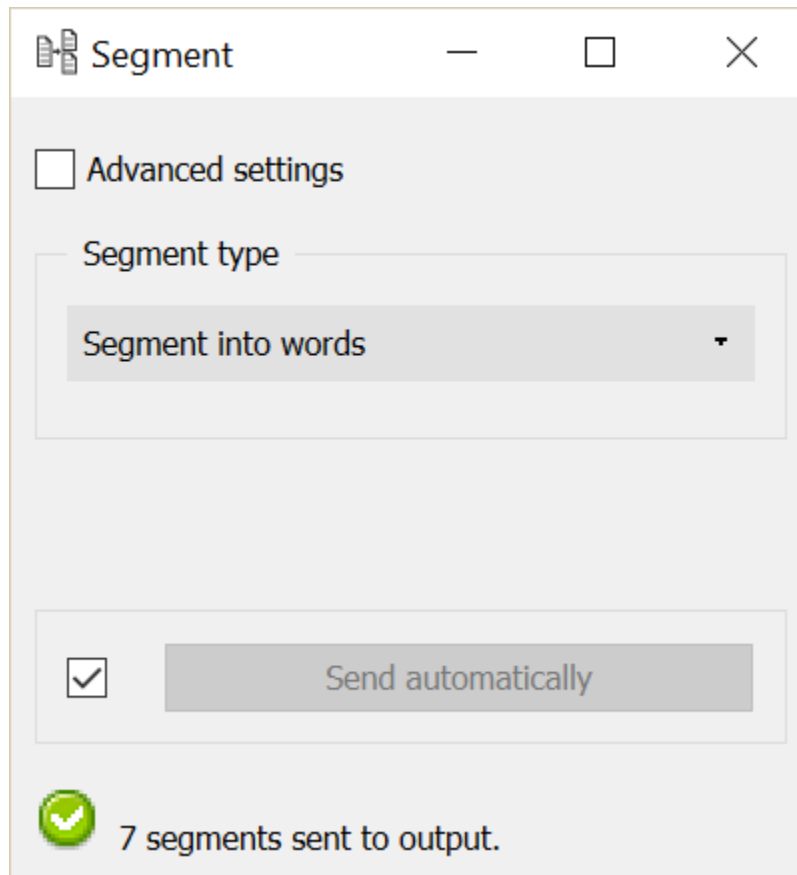 Segment
Advanced settings
Segment type
Segment into words
Send automatically
7 segments sent to output.